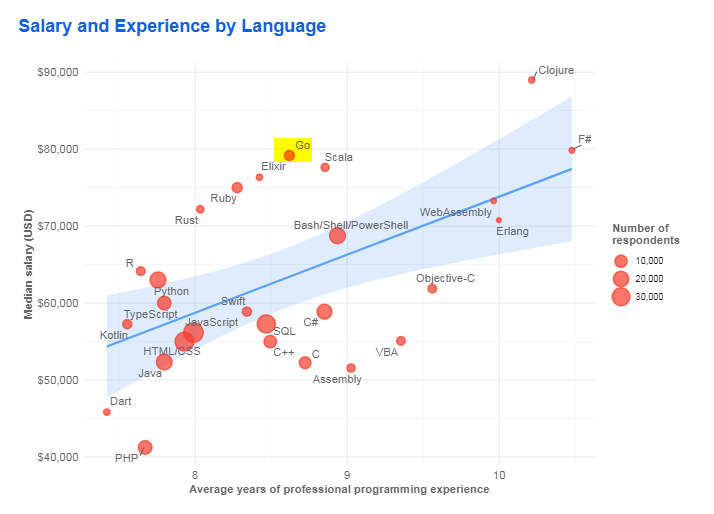 Salary and Experience by Language
$90,000
$80,000
$70,000
$60,000
$50,000
$40,000
Median salary (USD)
Clojure
F#
Go
Scala
Elixir
Ruby
Rust
WebAssembly
Erlang
Bash/Shell/PowerShell
R
Python
Objective-C
TypeScript
Swift
Kotlin
JavaScript
SQL
C#
HTML/CSS
C++
C
VBA
Java
Assembly
Dart
PHP
8
9
10
Average years of professional programming experience
Number of
respondents
10,000
20,000
30,000